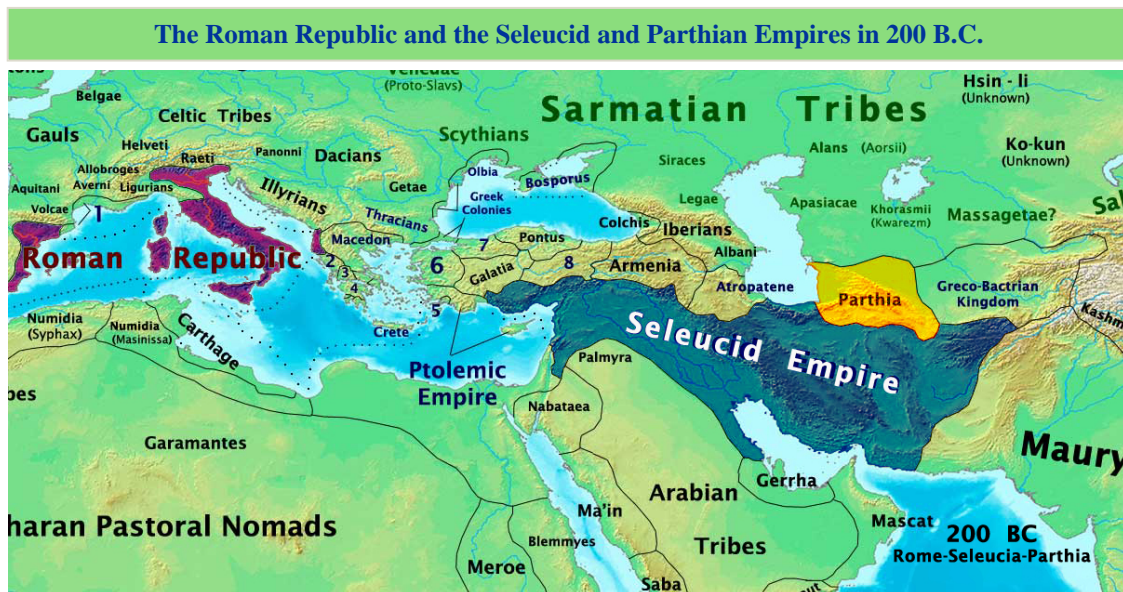 The Roman Republic and the Seleucid and Parthian Empires in 200 B.C.
Venedae
(Proto-Slavs)
Belgae
Celtic Tribes
Gauls
Helveti
Allobroges
Raeti
Panonni
Dacians
Aquitani
Averni
Ligurians
Volcae
1
Illyrians
Getae
Scythians
Sarmatian Tribes
Hsin - li
(Unknown)
Ko-kun
(Unknown)
Alans (Aorsii)
Siraces
Olbia
Bosporus
Greek
Colonies
Legae
Apasiacae
Khorasmii
(Kwarezm)
Massagetae?
Thracians
Macedon
Colchis
Iberians
Albani
Roman Republic
2
3
4
5
6
7
8
Pontus
Galatia
Armenia
Atropatene
Parthia
Greco-Bactrian
Kingdom
Kashm
Numidia
(Syphax)
Numidia
(Masinissa)
Carthage
Crete
Seleucid Empire
Ptolemic
Empire
Palmyra
Nabataea
Garamantes
haran Pastoral Nomads
Meroe
Blemmyes
Ma'in
Saba
Arabian
Tribes
Gerrha
Mascat
Maury
200 BC
Rome-Seleucia-Parthia